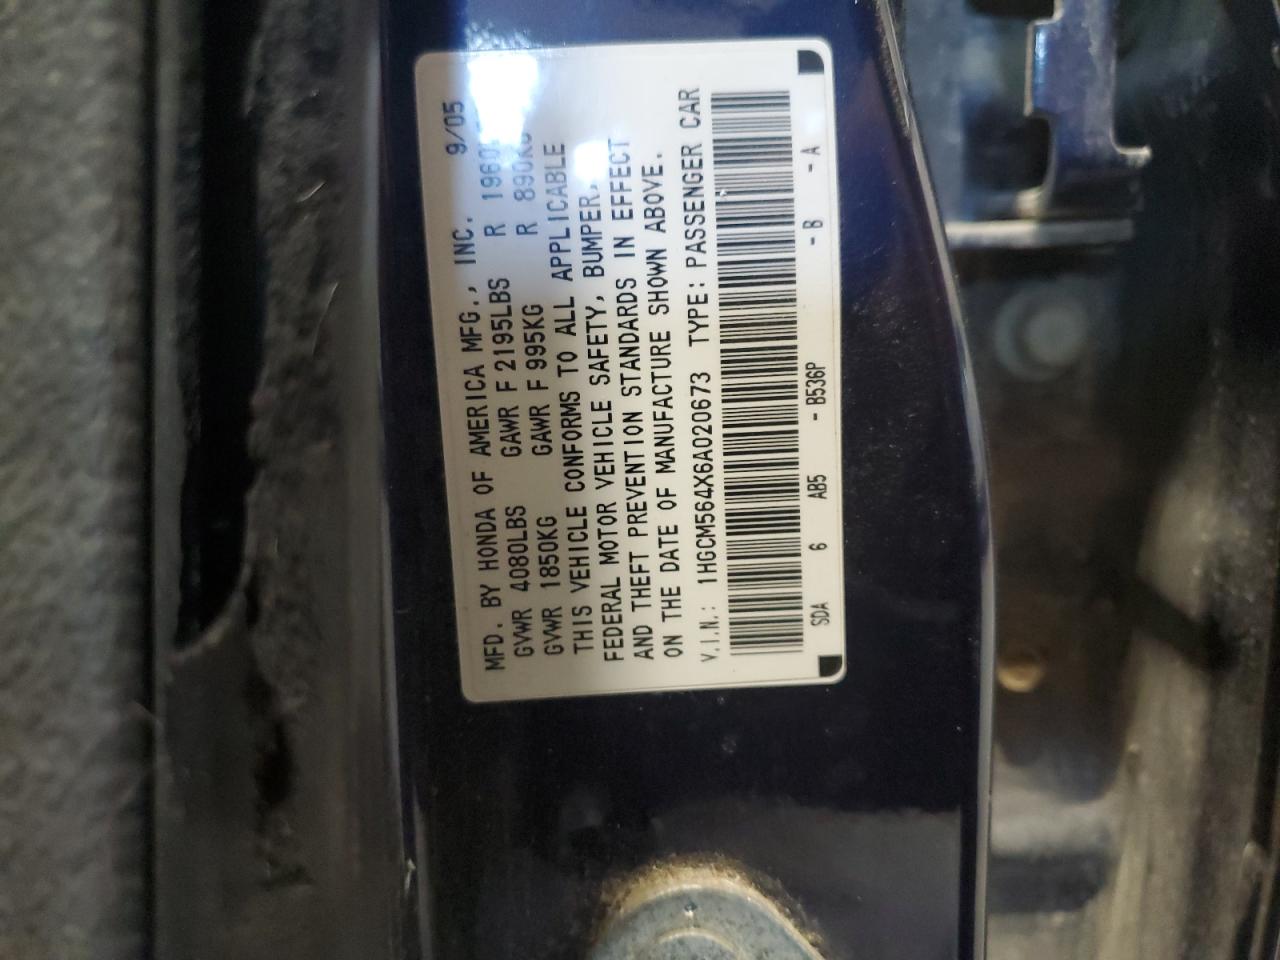 MFD. BY HONDA OF AMERICA MFG., INC. 9/05
GVWR 4080LBS GAWR F 2195LBS R
GVWR 1850KG GAWR F 995KG R
THIS VEHICLE CONFORMS TO ALL APPLICABLE
FEDERAL MOTOR VEHICLE SAFETY, BUMPER,
AND THEFT PREVENTION STANDARDS IN EFFECT
ON THE DATE OF MANUFACTURE SHOWN ABOVE.
V.I.N.: 1HGCM564X6A020673 TYPE: PASSENGER CAR
SDA 6 AB5 - B536P - B - A